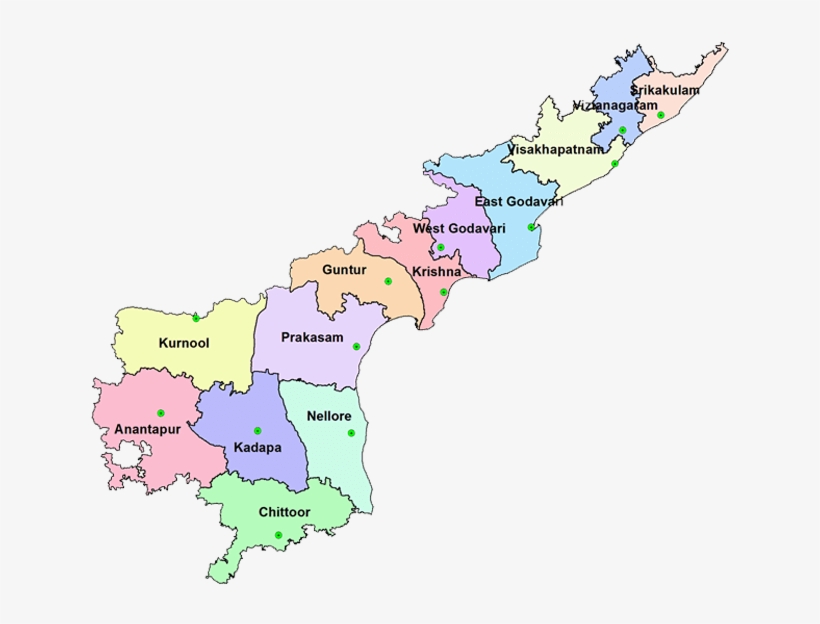 Srikakulam
Vizianagaram
Visakhapatnam
East Godavari
West Godavari
Krishna
Guntur
Prakasam
Kurnool
Nellore
Anantapur
Kadapa
Chittoor